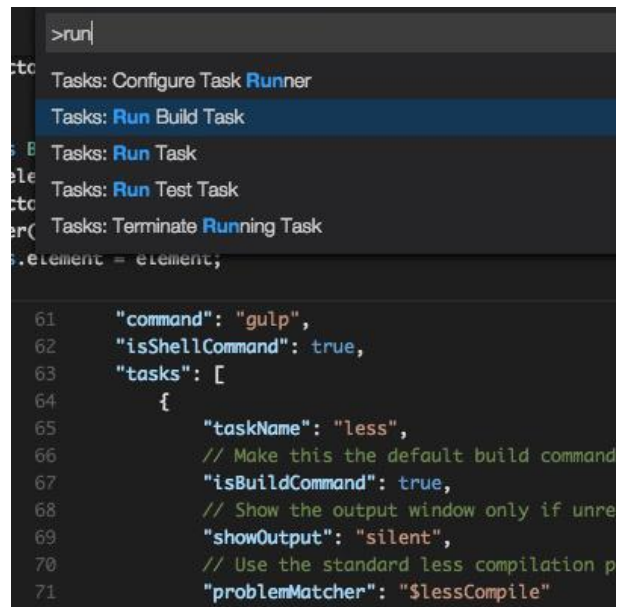 >run
Tasks: Configure Task Runner
Tasks: Run Build Task
Tasks: Run Task
Tasks: Run Test Task
Tasks: Terminate Running Task
.element = element;
61 "command": "gulp",
62 "isShellCommand": true,
63 "tasks": [
64 {
65 "taskName": "less",
66 // Make this the default build command
67 "isBuildCommand": true,
68 // Show the output window only if unre
69 "showOutput": "silent",
70 // Use the standard less compilation p
71 "problemMatcher": "$lessCompile"